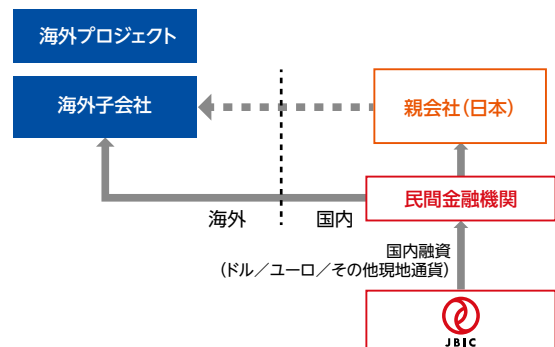 海外プロジェクト
海外子会社
親会社（日本）
民間金融機関
海外
国内
国内融資
（ドル／ユーロ／その他現地通貨）
JBIC